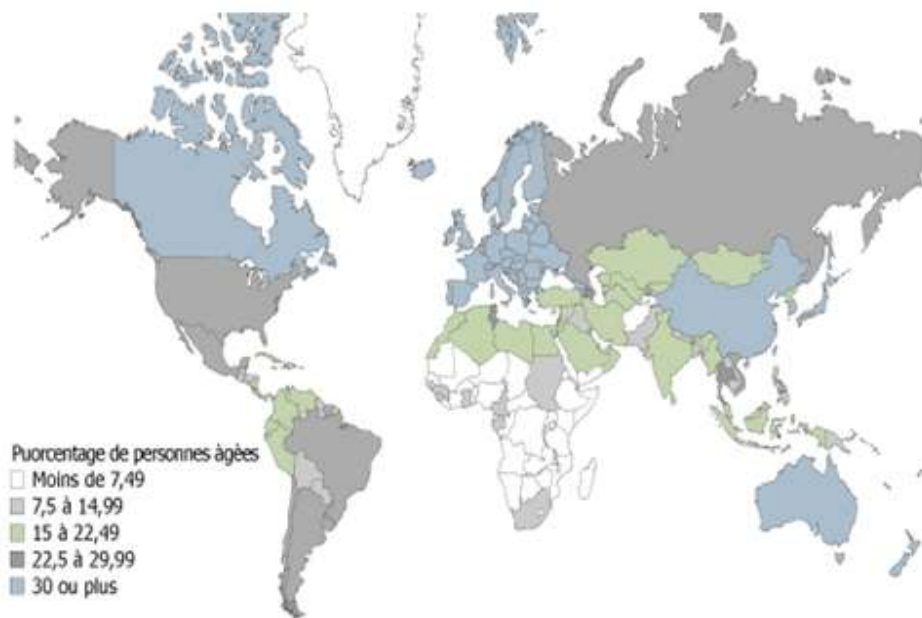 Puorcentage de personnes àgèes
Moins de 7,49
7,5 à 14,99
15 à 22,49
22,5 à 29,99
30 ou plus